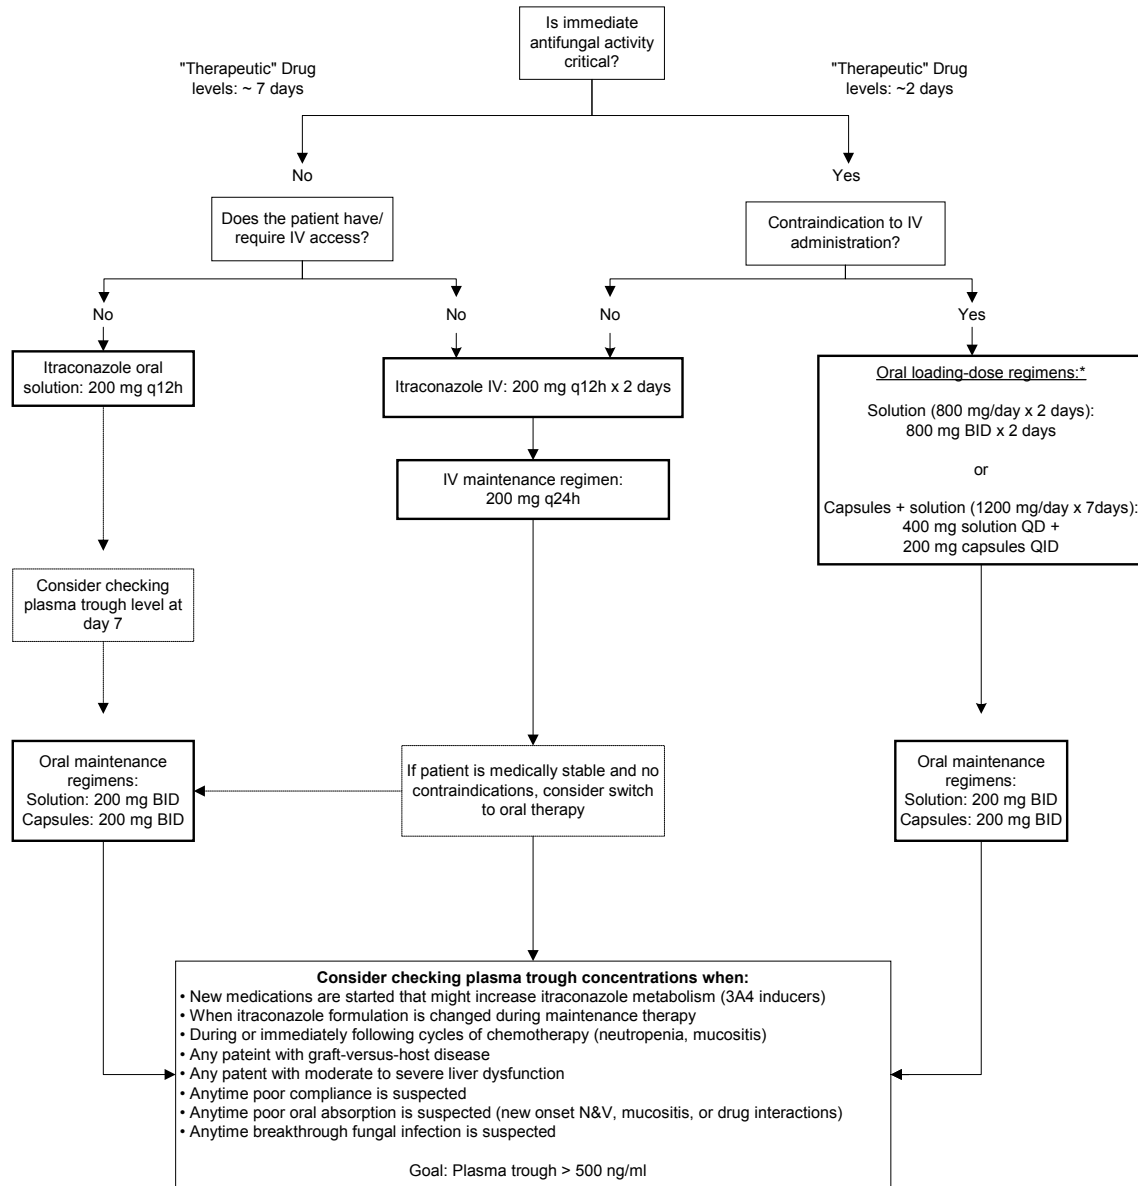 Is immediate
antifungal activity
critical?
"Therapeutic" Drug
levels: ~ 7 days
"Therapeutic" Drug
levels: ~2 days
No
Yes
Does the patient have/
require IV access?
Contraindication to IV
administration?
No
No
No
Yes
Itraconazole oral
solution: 200 mg q12h
Itraconazole IV: 200 mg q12h x 2 days
Oral loading-dose regimens:*
Solution (800 mg/day x 2 days):
800 mg BID x 2 days
or
Capsules + solution (1200 mg/day x 7days):
400 mg solution QD +
200 mg capsules QID
IV maintenance regimen:
200 mg q24h
Consider checking
plasma trough level at
day 7
Oral maintenance
regimens:
Solution: 200 mg BID
Capsules: 200 mg BID
If patient is medically stable and no
contraindications, consider switch
to oral therapy
Oral maintenance
regimens:
Solution: 200 mg BID
Capsules: 200 mg BID
Consider checking plasma trough concentrations when:
• New medications are started that might increase itraconazole metabolism (3A4 inducers)
• When itraconazole formulation is changed during maintenance therapy
• During or immediately following cycles of chemotherapy (neutropenia, mucositis)
• Any pateint with graft-versus-host disease
• Any patent with moderate to severe liver dysfunction
• Anytime poor compliance is suspected
• Anytime poor oral absorption is suspected (new onset N&V, mucositis, or drug interactions)
• Anytime breakthrough fungal infection is suspected
Goal: Plasma trough > 500 ng/ml